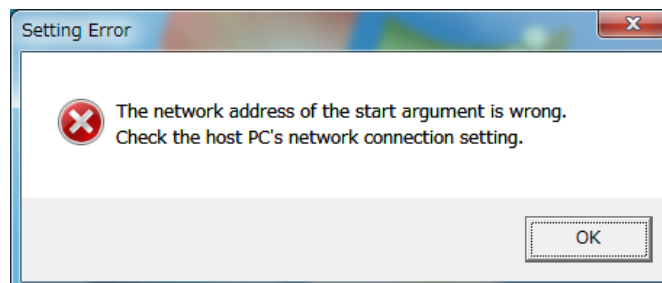 Setting Error
The network address of the start argument is wrong.
Check the host PC's network connection setting.
OK